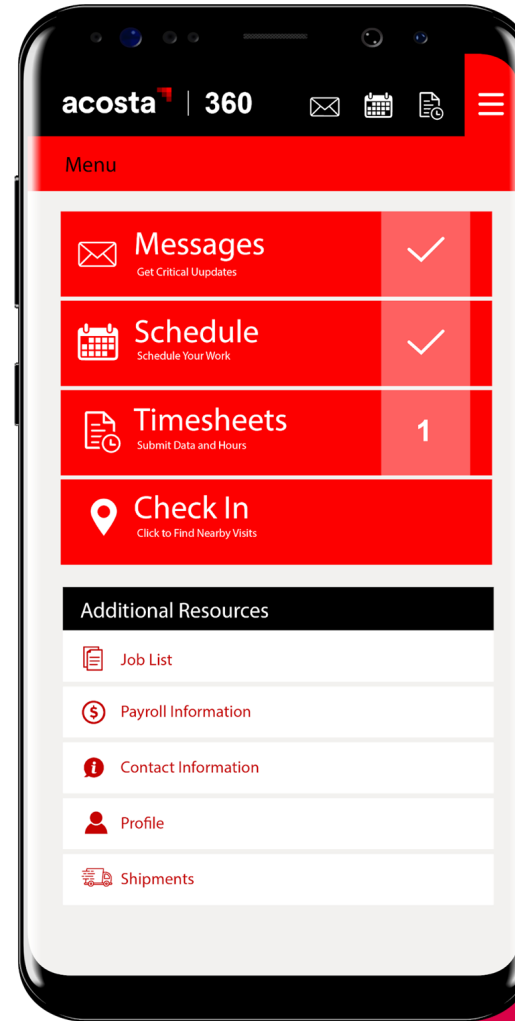 acosta | 360
Menu
Messages
Get Critical Uupdates
Schedule
Schedule Your Work
Timesheets
Submit Data and Hours
1
Check In
Click to Find Nearby Visits
Additional Resources
Job List
Payroll Information
Contact Information
Profile
Shipments